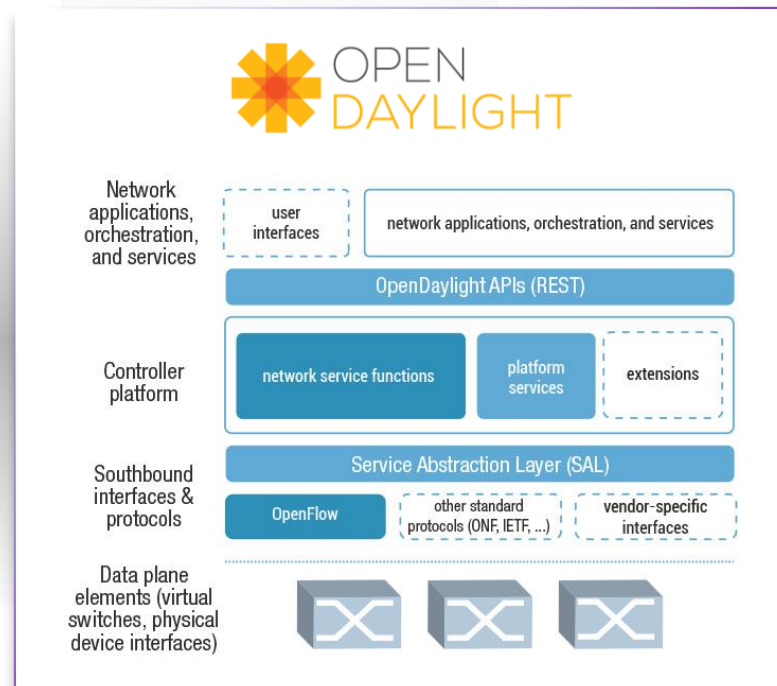 OPEN
DAYLIGHT
Network
applications,
orchestration,
and services
user
interfaces
network applications, orchestration, and services
OpenDaylight APIs (REST)
Controller
platform
network service functions
platform
services
extensions
Southbound
interfaces &
protocols
Service Abstraction Layer (SAL)
OpenFlow
other standard
protocols (ONF, IETF, ...)
vendor-specific
interfaces
Data plane
elements (virtual
switches, physical
device interfaces)